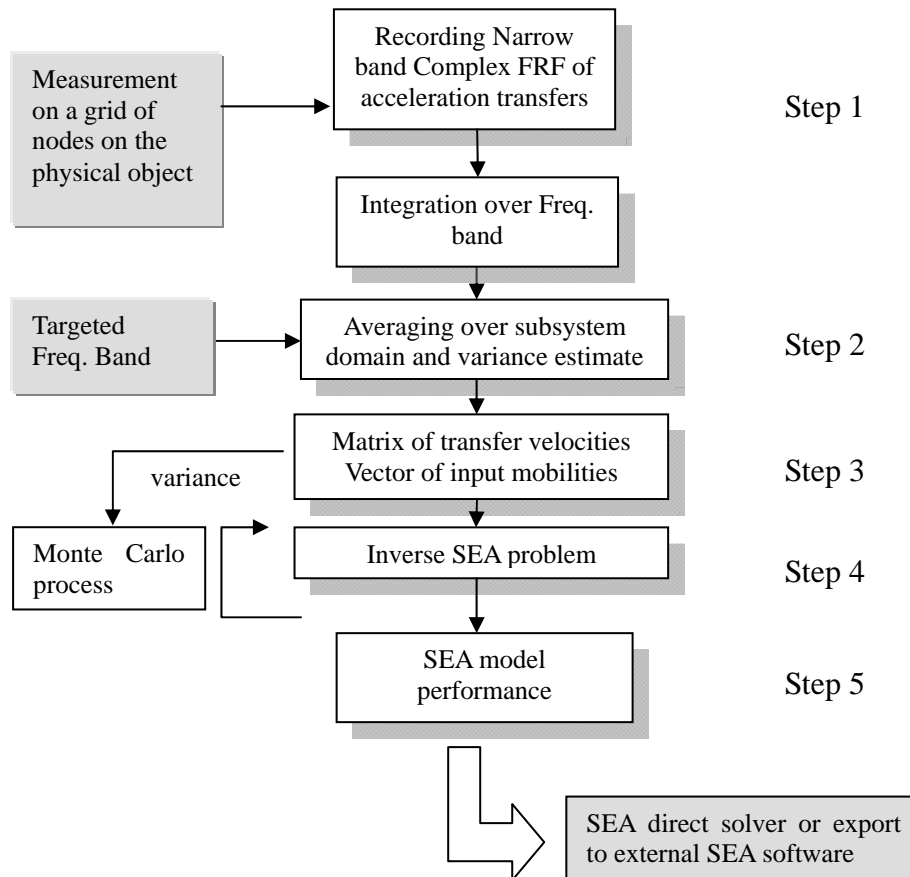 Recording Narrow
band Complex FRF of
acceleration transfers
Measurement
on a grid of
nodes on the
physical object
Step 1
Integration over Freq.
band
Targeted
Freq. Band
Averaging over subsystem
domain and variance estimate
Step 2
Matrix of transfer velocities
Vector of input mobilities
Step 3
variance
Monte Carlo
process
Inverse SEA problem
Step 4
SEA model
performance
Step 5
SEA direct solver or export
to external SEA software